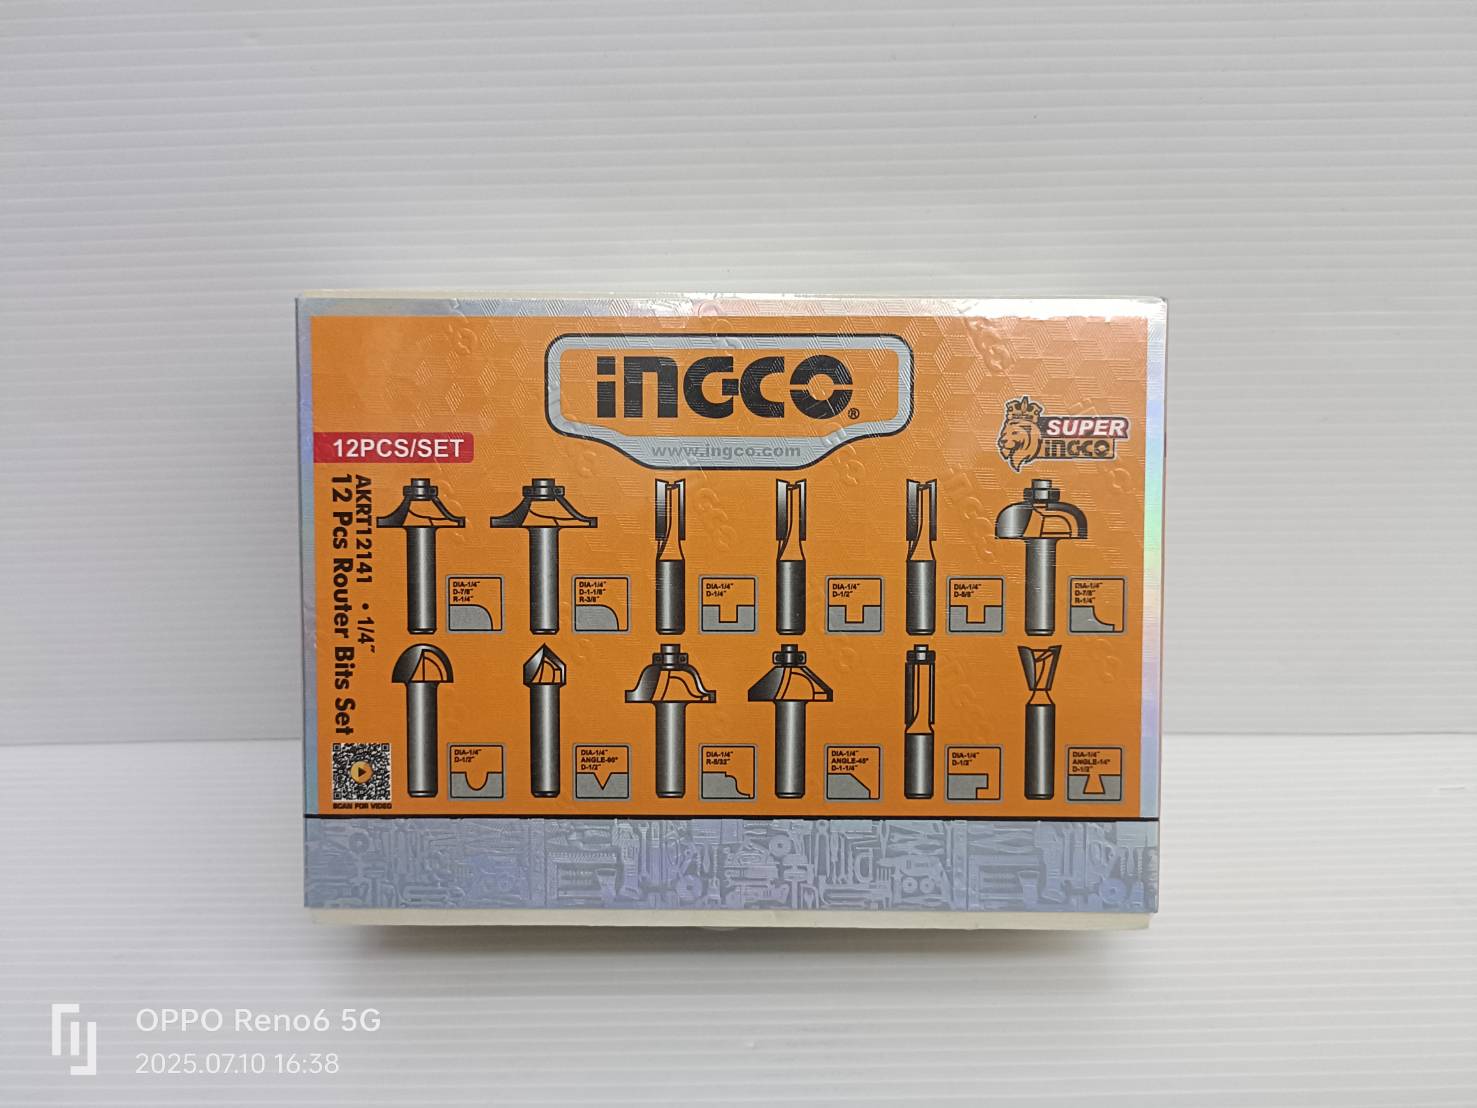 iNGCO®
www.ingco.com
SUPER
iNGCO
12PCS/SET
AKRT12141 • 1/4"
12 Pcs Router Bits Set
DIA-1/4"
D-7/8"
R-1/4"
DIA-1/4"
D-1-1/8"
R-3/8"
DIA-1/4"
D-1/4"
DIA-1/4"
D-1/2"
DIA-1/4"
D-5/8"
DIA-1/4"
D-7/8"
R-1/4"
DIA-1/4"
D-1/2"
DIA-1/4"
ANGLE-90°
D-1/2"
DIA-1/4"
R-5/32"
DIA-1/4"
ANGLE-45°
D-1-1/4"
DIA-1/4"
D-1/2"
DIA-1/4"
ANGLE-14°
D-1/2"
SCAN FOR VIDEO
OPPO Reno6 5G
2025.07.10 16:38